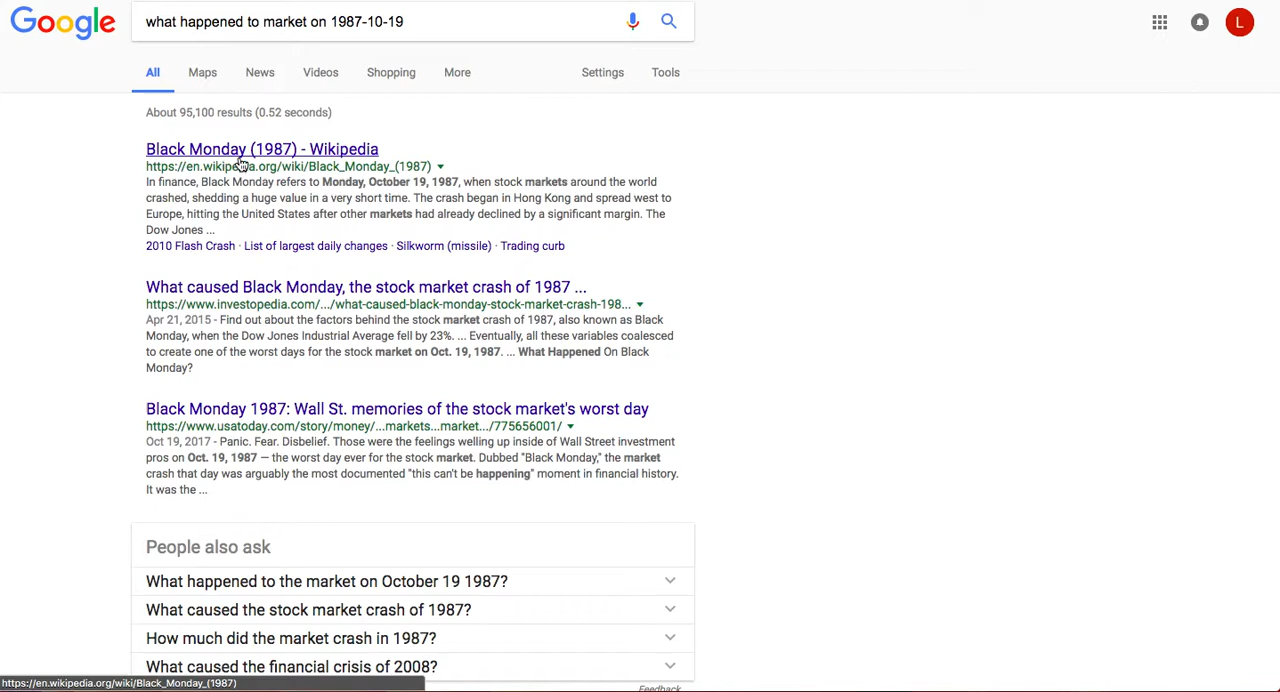 Google
what happened to market on 1987-10-19
L
All Maps News Videos Shopping More Settings Tools
About 95,100 results (0.52 seconds)
Black Monday (1987) - Wikipedia
https://en.wikipedia.org/wiki/Black_Monday_(1987)
In finance, Black Monday refers to Monday, October 19, 1987, when stock markets around the world
crashed, shedding a huge value in a very short time. The crash began in Hong Kong and spread west to
Europe, hitting the United States after other markets had already declined by a significant margin. The
Dow Jones ...
2010 Flash Crash · List of largest daily changes · Silkworm (missile) · Trading curb
What caused Black Monday, the stock market crash of 1987 ...
https://www.investopedia.com/.../what-caused-black-monday-stock-market-crash-198...
Apr 21, 2015 - Find out about the factors behind the stock market crash of 1987, also known as Black
Monday, when the Dow Jones Industrial Average fell by 23%. ... Eventually, all these variables coalesced
to create one of the worst days for the stock market on Oct. 19, 1987. ... What Happened On Black
Monday?
Black Monday 1987: Wall St. memories of the stock market's worst day
https://www.usatoday.com/story/money/...markets...market.../775656001/
Oct 19, 2017 - Panic. Fear. Disbelief. Those were the feelings welling up inside of Wall Street investment
pros on Oct. 19, 1987 — the worst day ever for the stock market. Dubbed "Black Monday," the market
crash that day was arguably the most documented "this can't be happening" moment in financial history.
It was the ...
People also ask
What happened to the market on October 19 1987?
What caused the stock market crash of 1987?
How much did the market crash in 1987?
What caused the financial crisis of 2008?
https://en.wikipedia.org/wiki/Black_Monday_(1987)
Feedback